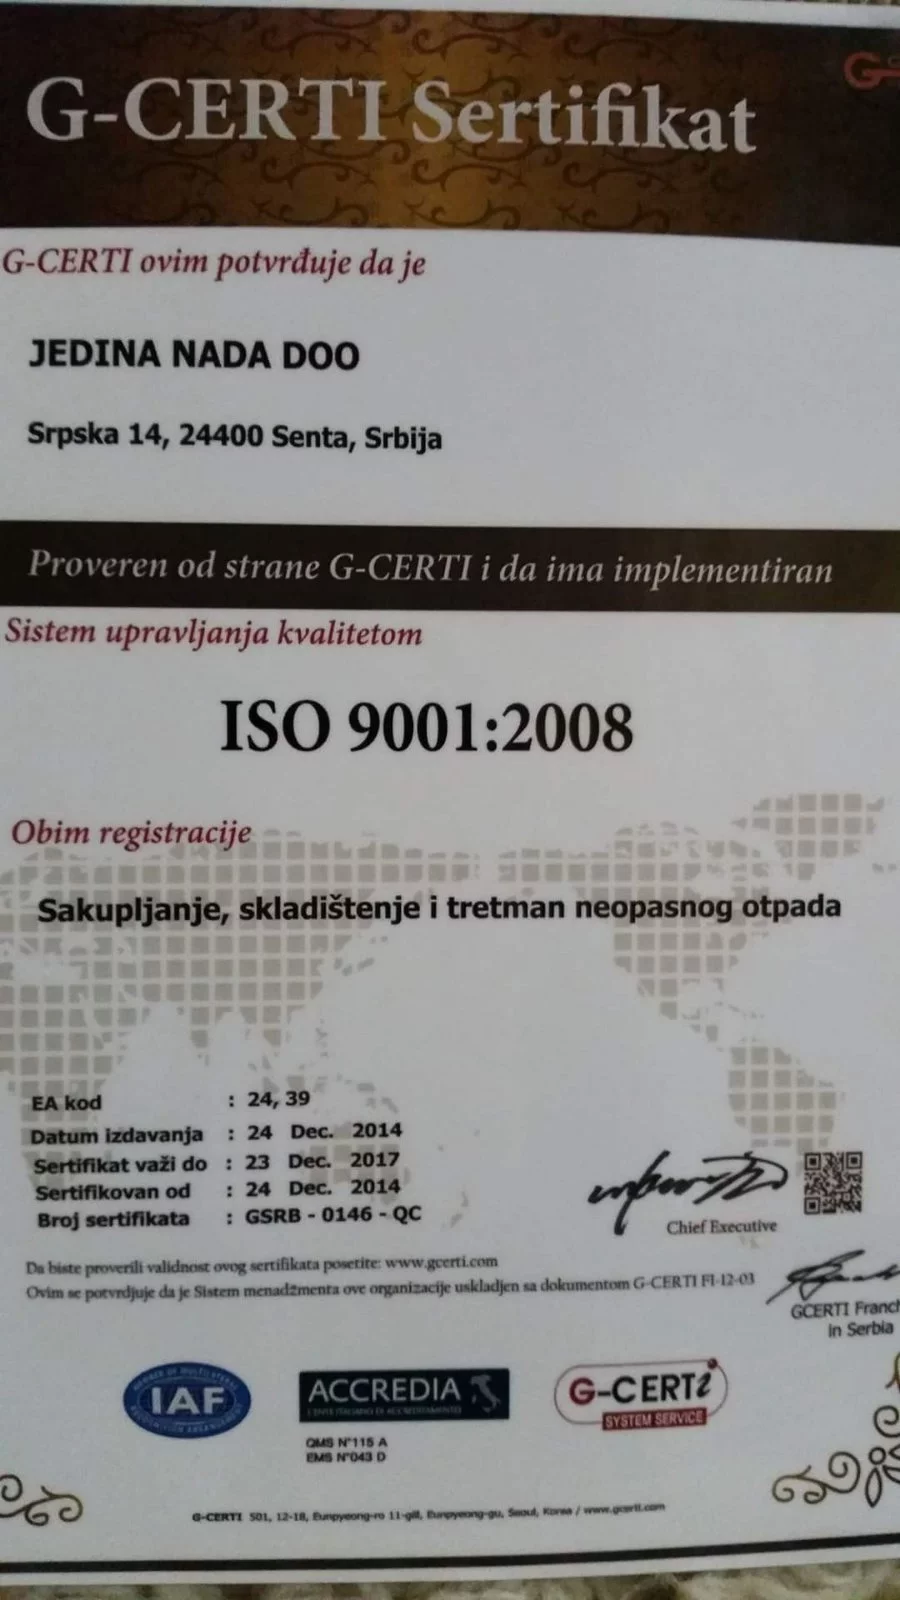 G-CERTI Sertifikat
G-CERTI ovim potvrđuje da je
JEDINA NADA DOO
Srpska 14, 24400 Senta, Srbija
Proveren od strane G-CERTI i da ima implementiran
Sistem upravljanja kvalitetom
ISO 9001:2008
Obim registracije
Sakupljanje, skladištenje i tretman neopasnog otpada
EA kod : 24, 39
Datum izdavanja : 24 Dec. 2014
Sertifikat važi do : 23 Dec. 2017
Sertifikovan od : 24 Dec. 2014
Broj sertifikata : GSRB - 0146 - QC
Chief Executive
Da biste proverili validnost ovog sertifikata posetite: www.gcerti.com
Ovim se potvrdjuje da je Sistem menadžmenta ove organizacije uskladjen sa dokumentom G-CERTI FI-12-03
GCERTI Franch
in Serbia
IAF
ACCREDIA
L'ENTE ITALIANO DI ACCREDITAMENTO
G-CERTi
SYSTEM SERVICE
QMS N°115 A
EMS N°043 D
G-CERTI 501, 12-18, Eunpyeong-ro 11-gil, Eunpyeong-gu, Seoul, Korea / www.gcerti.com